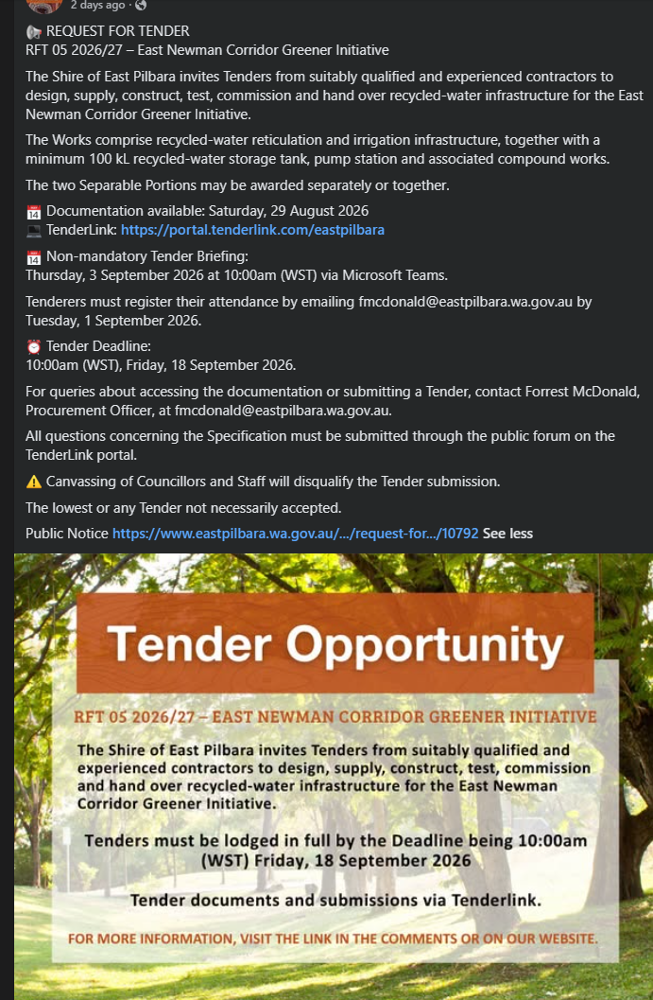 2 days ago ·
REQUEST FOR TENDER
RFT 05 2026/27 – East Newman Corridor Greener Initiative
The Shire of East Pilbara invites Tenders from suitably qualified and experienced contractors to
design, supply, construct, test, commission and hand over recycled-water infrastructure for the East
Newman Corridor Greener Initiative.
The Works comprise recycled-water reticulation and irrigation infrastructure, together with a
minimum 100 kL recycled-water storage tank, pump station and associated compound works.
The two Separable Portions may be awarded separately or together.
📅 Documentation available: Saturday, 29 August 2026
💻 TenderLink: https://portal.tenderlink.com/eastpilbara
📅 Non-mandatory Tender Briefing:
Thursday, 3 September 2026 at 10:00am (WST) via Microsoft Teams.
Tenderers must register their attendance by emailing fmcdonald@eastpilbara.wa.gov.au by
Tuesday, 1 September 2026.
⏰ Tender Deadline:
10:00am (WST), Friday, 18 September 2026.
For queries about accessing the documentation or submitting a Tender, contact Forrest McDonald,
Procurement Officer, at fmcdonald@eastpilbara.wa.gov.au.
All questions concerning the Specification must be submitted through the public forum on the
TenderLink portal.
⚠️ Canvassing of Councillors and Staff will disqualify the Tender submission.
The lowest or any Tender not necessarily accepted.
Public Notice https://www.eastpilbara.wa.gov.au/.../request-for.../10792 See less
Tender Opportunity
RFT 05 2026/27 – EAST NEWMAN CORRIDOR GREENER INITIATIVE
The Shire of East Pilbara invites Tenders from suitably qualified and
experienced contractors to design, supply, construct, test, commission
and hand over recycled-water infrastructure for the East Newman
Corridor Greener Initiative.
Tenders must be lodged in full by the Deadline being 10:00am
(WST) Friday, 18 September 2026
Tender documents and submissions via Tenderlink.
FOR MORE INFORMATION, VISIT THE LINK IN THE COMMENTS OR ON OUR WEBSITE.